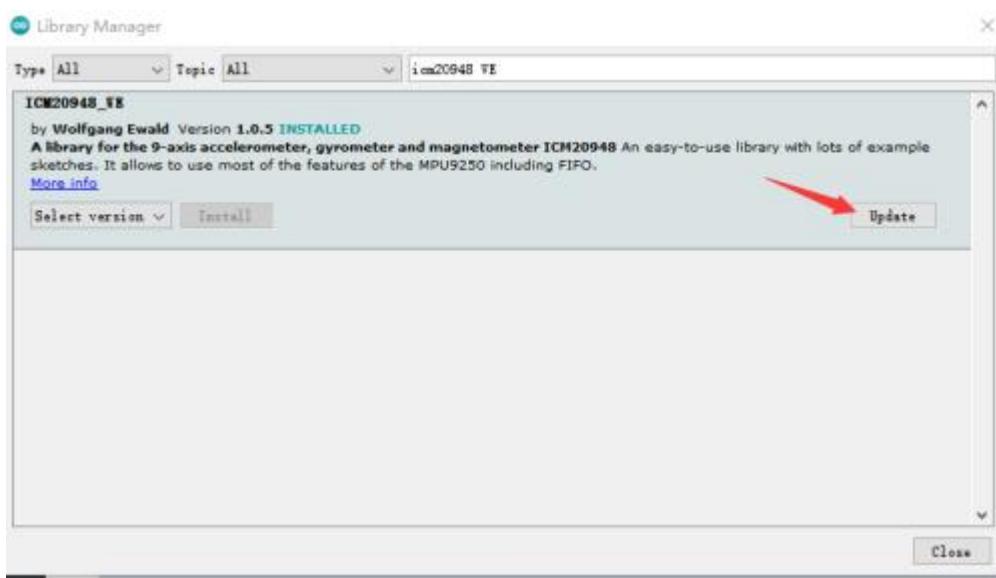 Library Manager
Type All Topic All icm20948 WE
ICM20948_WE
by Wolfgang Ewald Version 1.0.5 INSTALLED
A library for the 9-axis accelerometer, gyrometer and magnetometer ICM20948 An easy-to-use library with lots of example
sketches. It allows to use most of the features of the MPU9250 including FIFO.
More info
Select version Install Update
Close